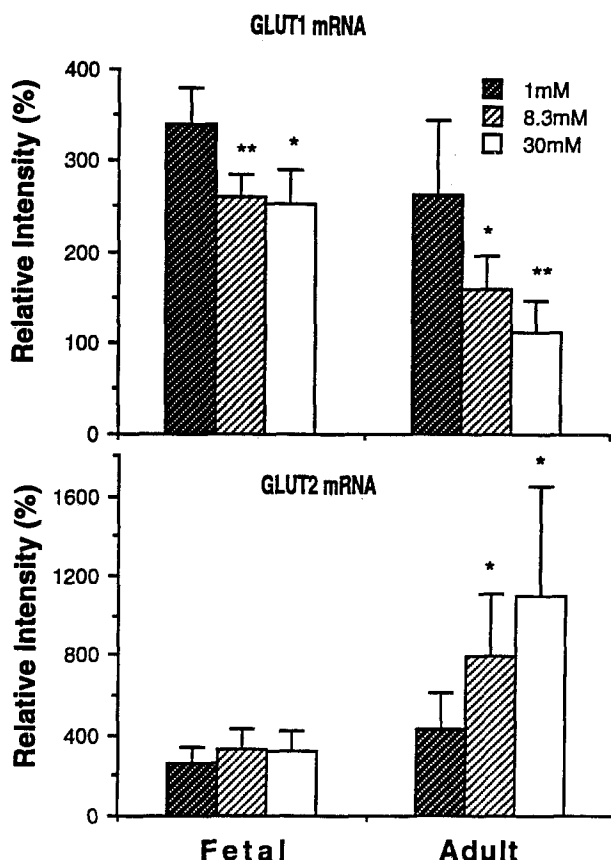 GLUT1 mRNA
Relative Intensity (%)
400
300
200
100
0
1mM
8.3mM
30mM
**
*
*
**
GLUT2 mRNA
Relative Intensity (%)
1600
1200
800
400
0
*
*
Fetal
Adult